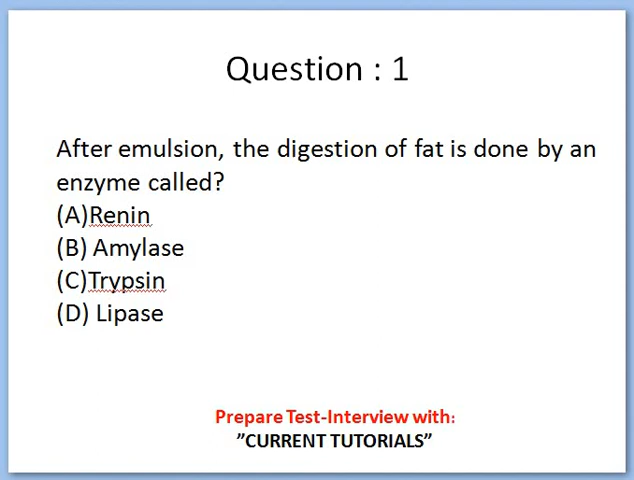 Question : 1
After emulsion, the digestion of fat is done by an
enzyme called?
(A)Renin
(B) Amylase
(C)Trypsin
(D) Lipase
Prepare Test-Interview with:
”CURRENT TUTORIALS”